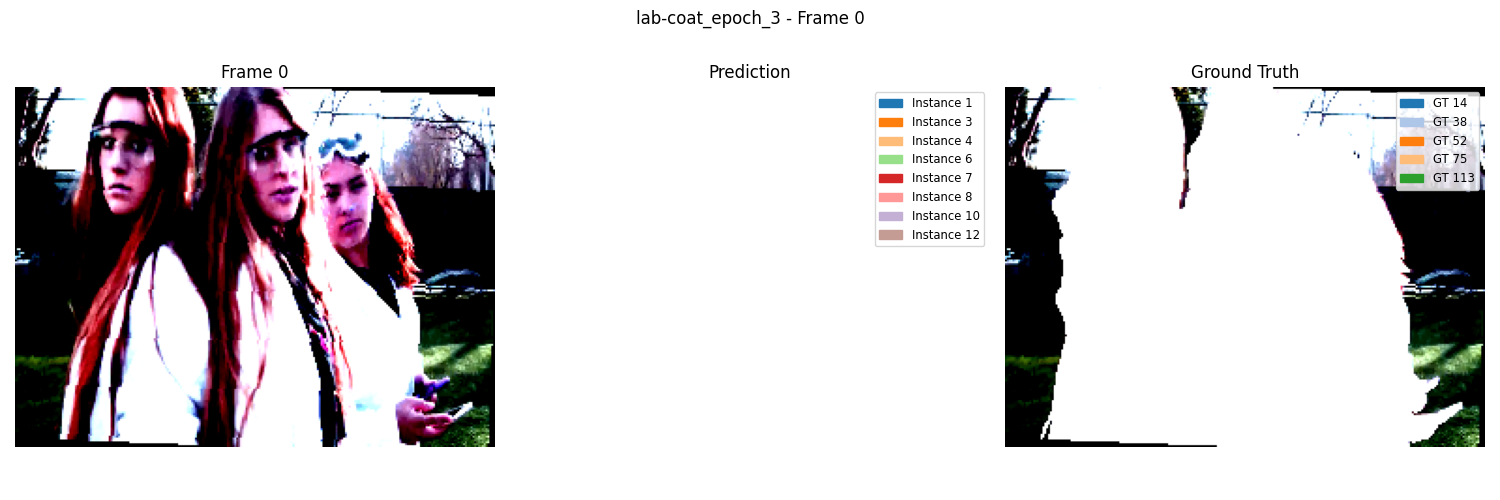 lab-coat_epoch_3 - Frame 0
Frame 0
Prediction
Ground Truth
Instance 1
Instance 3
Instance 4
Instance 6
Instance 7
Instance 8
Instance 10
Instance 12
GT 14
GT 38
GT 52
GT 75
GT 113